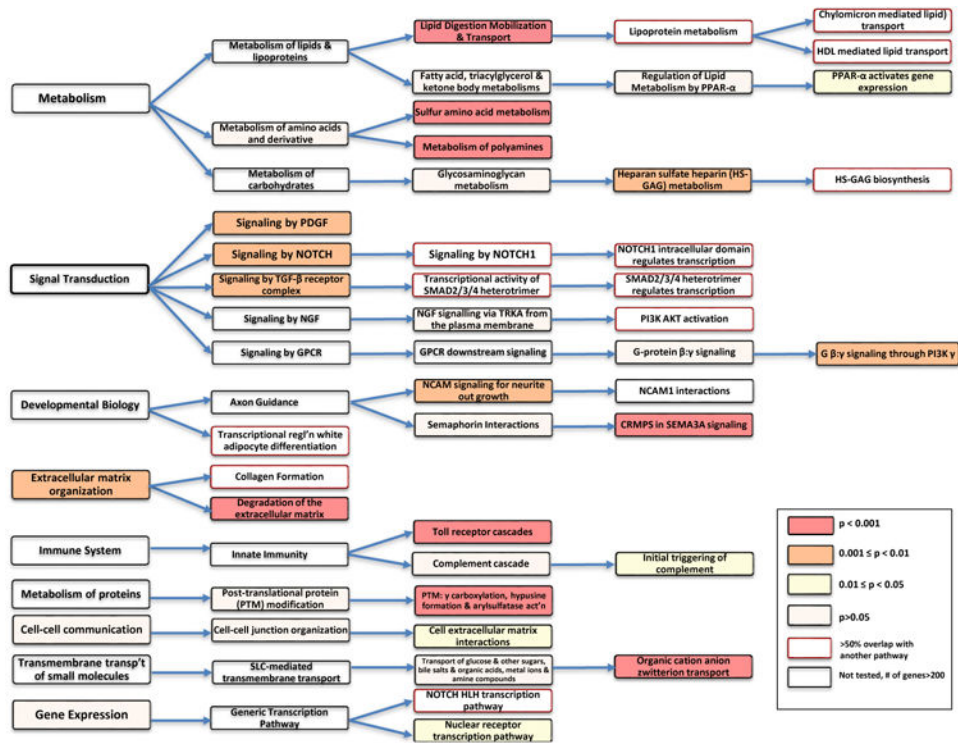 Metabolism
Metabolism of lipids &
lipoproteins
Lipid Digestion Mobilization
& Transport
Lipoprotein metabolism
Chylomicron mediated lipid)
transport
HDL mediated lipid transport
Fatty acid, triacylglycerol &
ketone body metabolisms
Regulation of Lipid
Metabolism by PPAR-α
PPAR-α activates gene
expression
Metabolism of amino acids
and derivative
Sulfur amino acid metabolism
Metabolism of polyamines
Metabolism of
carbohydrates
Glycosaminoglycan
metabolism
Heparan sulfate heparin (HS-
GAG) metabolism
HS-GAG biosynthesis
Signal Transduction
Signaling by PDGF
Signaling by NOTCH
Signaling by NOTCH1
NOTCH1 intracellular domain
regulates transcription
Signaling by TGF-β receptor
complex
Transcriptional activity of
SMAD2/3/4 heterotrimer
SMAD2/3/4 heterotrimer
regulates transcription
Signaling by NGF
NGF signalling via TRKA from
the plasma membrane
PI3K AKT activation
Signaling by GPCR
GPCR downstream signaling
G-protein β:γ signaling
G β:γ signaling through PI3K γ
Developmental Biology
Axon Guidance
NCAM signaling for neurite
out growth
NCAM1 interactions
Semaphorin Interactions
CRMPS in SEMA3A signaling
Transcriptional regl'n white
adipocyte differentiation
Extracellular matrix
organization
Collagen Formation
Degradation of the
extracellular matrix
Immune System
Innate Immunity
Toll receptor cascades
Complement cascade
Initial triggering of
complement
Metabolism of proteins
Post-translational protein
(PTM) modification
PTM: γ carboxylation, hypusine
formation & arylsulfatase act'n
Cell-cell communication
Cell-cell junction organization
Cell extracellular matrix
interactions
Transmembrane transp't
of small molecules
SLC-mediated
transmembrane transport
Transport of glucose & other sugars,
bile salts & organic acids, metal ions &
amine compounds
Organic cation anion
zwitterion transport
Gene Expression
Generic Transcription
Pathway
NOTCH HLH transcription
pathway
Nuclear receptor
transcription pathway
p < 0.001
0.001 ≤ p < 0.01
0.01 ≤ p < 0.05
p>0.05
>50% overlap with
another pathway
Not tested, # of genes>200